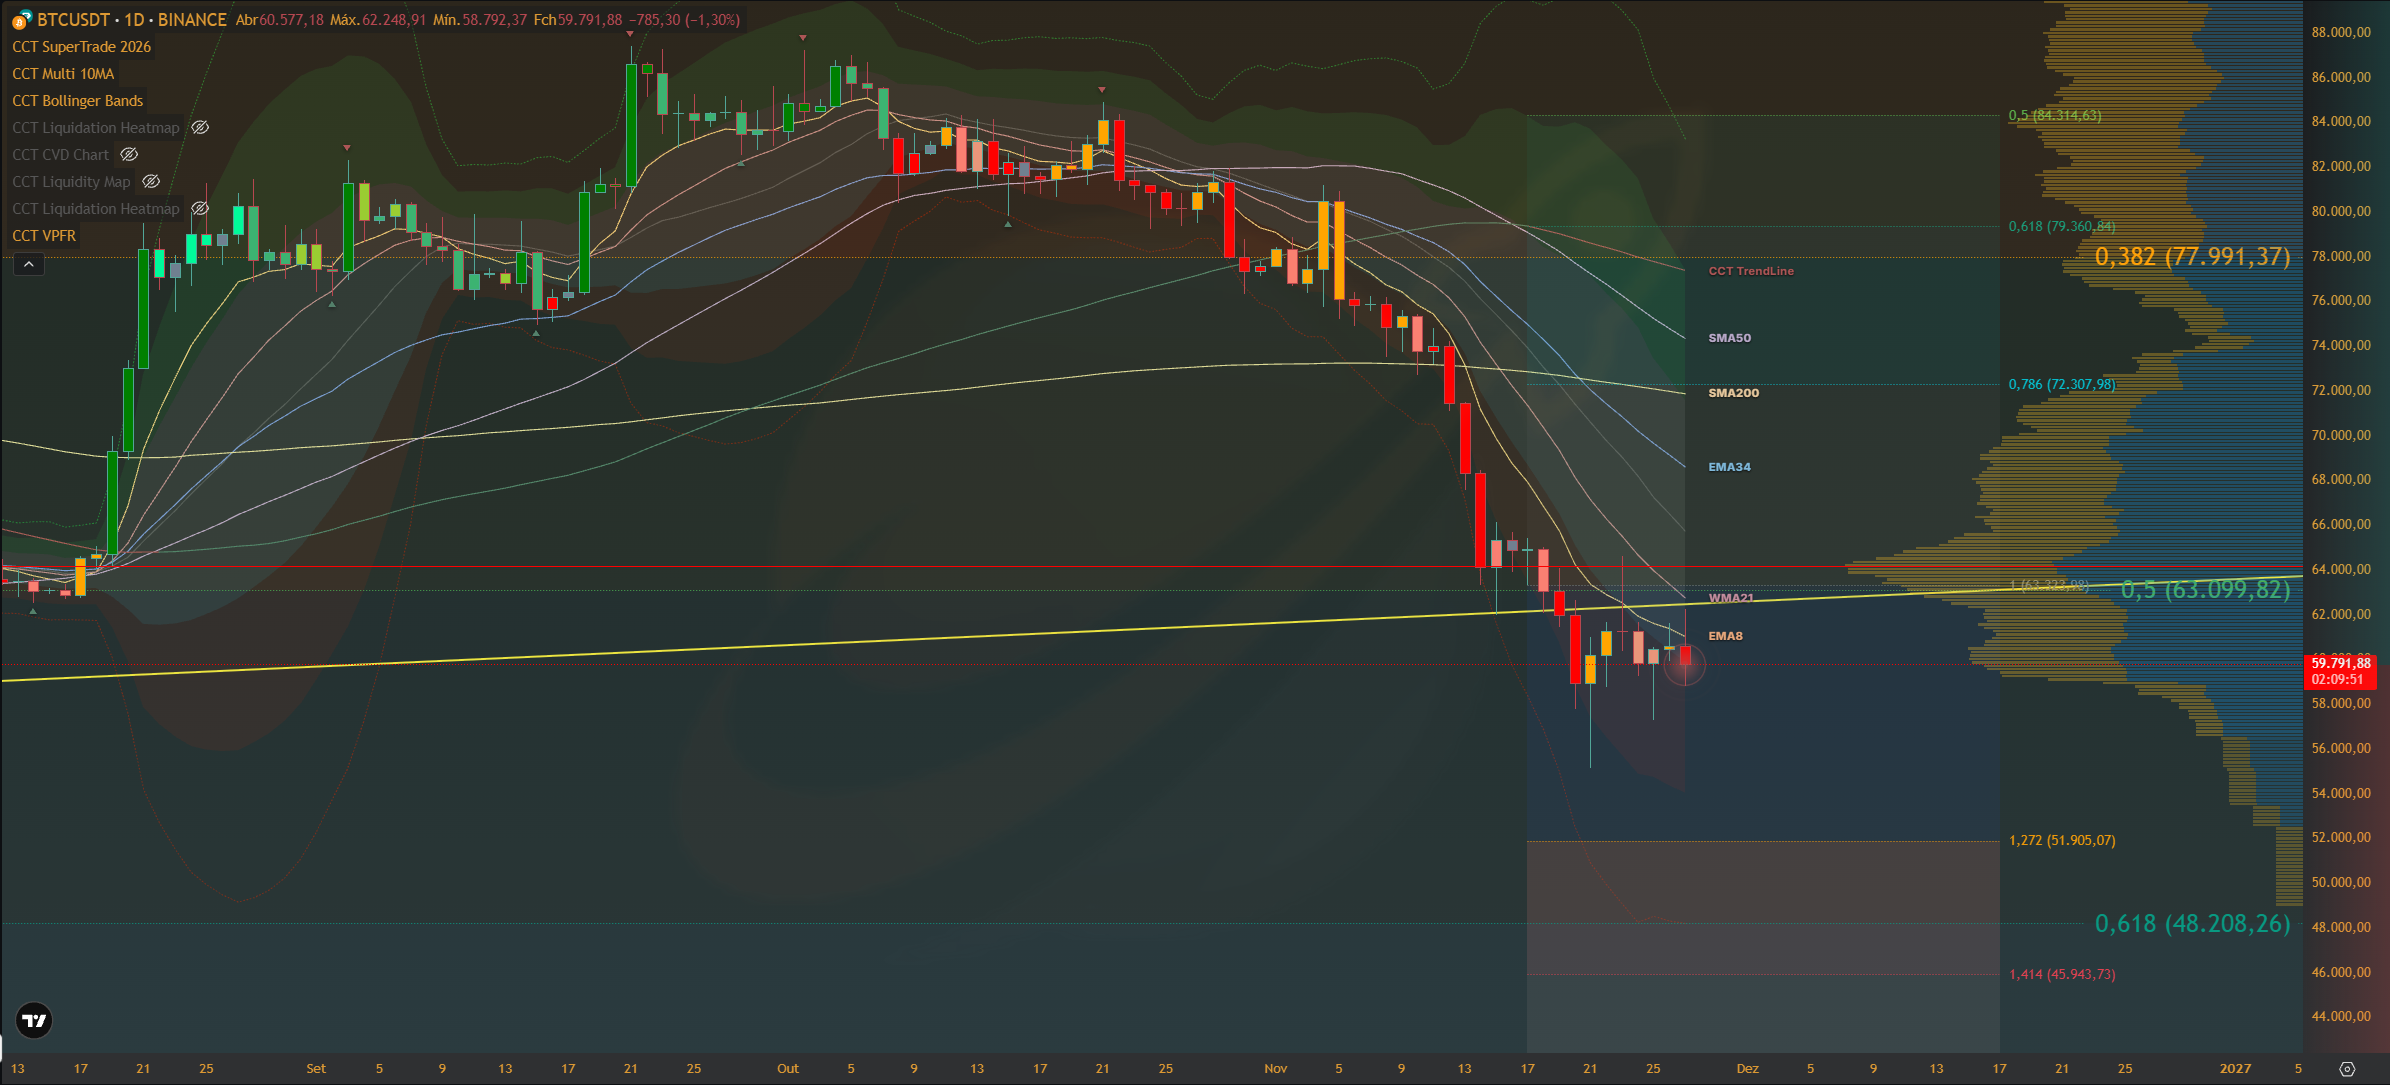 BTCUSDT · 1D · BINANCE Abr60.577,18 Máx.62.248,91 Mín.58.792,37 Fch59.791,88 −785,30 (−1,30%)
CCT SuperTrade 2026
CCT Multi 10MA
CCT Bollinger Bands
CCT Liquidation Heatmap
CCT CVD Chart
CCT Liquidity Map
CCT Liquidation Heatmap
CCT VPFR
0,5 (84.314,63)
0,618 (79.360,84)
0,382 (77.991,37)
CCT TrendLine
SMA50
0,786 (72.307,98)
SMA200
EMA34
1 (63.323,98)
0,5 (63.099,82)
WMA21
EMA8
1,272 (51.905,07)
0,618 (48.208,26)
1,414 (45.943,73)
88.000,00
86.000,00
84.000,00
82.000,00
80.000,00
78.000,00
76.000,00
74.000,00
72.000,00
70.000,00
68.000,00
66.000,00
64.000,00
62.000,00
59.791,88
02:09:51
58.000,00
56.000,00
54.000,00
52.000,00
50.000,00
48.000,00
46.000,00
44.000,00
13 17 21 25 Set 5 9 13 17 21 25 Out 5 9 13 17 21 25 Nov 5 9 13 17 21 25 Dez 5 9 13 17 21 25 2027 5